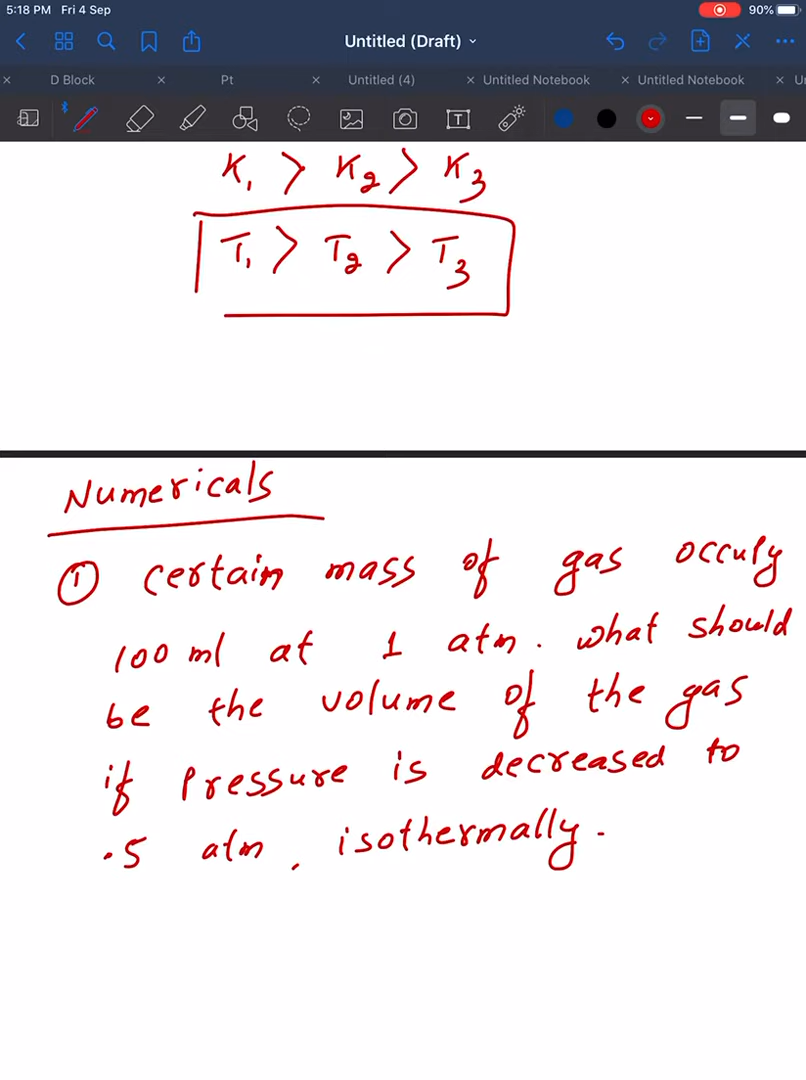 5:18 PM Fri 4 Sep 90%
Untitled (Draft)
D Block Pt Untitled (4) Untitled Notebook Untitled Notebook
K₁ > K₂ > K₃
T₁ > T₂ > T₃
Numericals
① certain mass of gas occupy
100 ml at 1 atm. what should
be the volume of the gas
if Pressure is decreased to
.5 atm, isothermally.